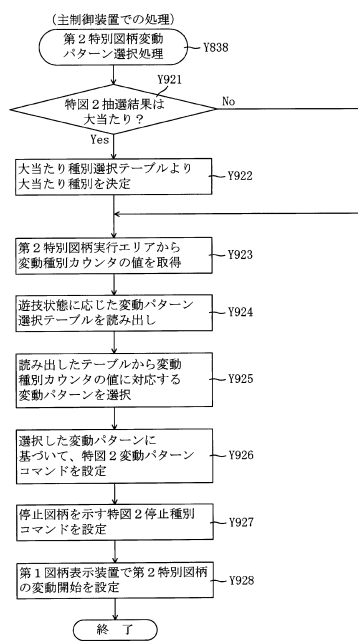 (主制御装置での処理)
第2特別図柄変動
パターン選択処理
Y838
Y921
特図2抽選結果は
大当たり?
No
Yes
大当たり種別選択テーブルより
大当たり種別を決定
Y922
第2特別図柄実行エリアから
変動種別カウンタの値を取得
Y923
遊技状態に応じた変動パターン
選択テーブルを読み出し
Y924
読み出したテーブルから変動
種別カウンタの値に対応する
変動パターンを選択
Y925
選択した変動パターンに
基づいて、特図2変動パターン
コマンドを設定
Y926
停止図柄を示す特図2停止種別
コマンドを設定
Y927
第1図柄表示装置で第2特別図柄
の変動開始を設定
Y928
終 了